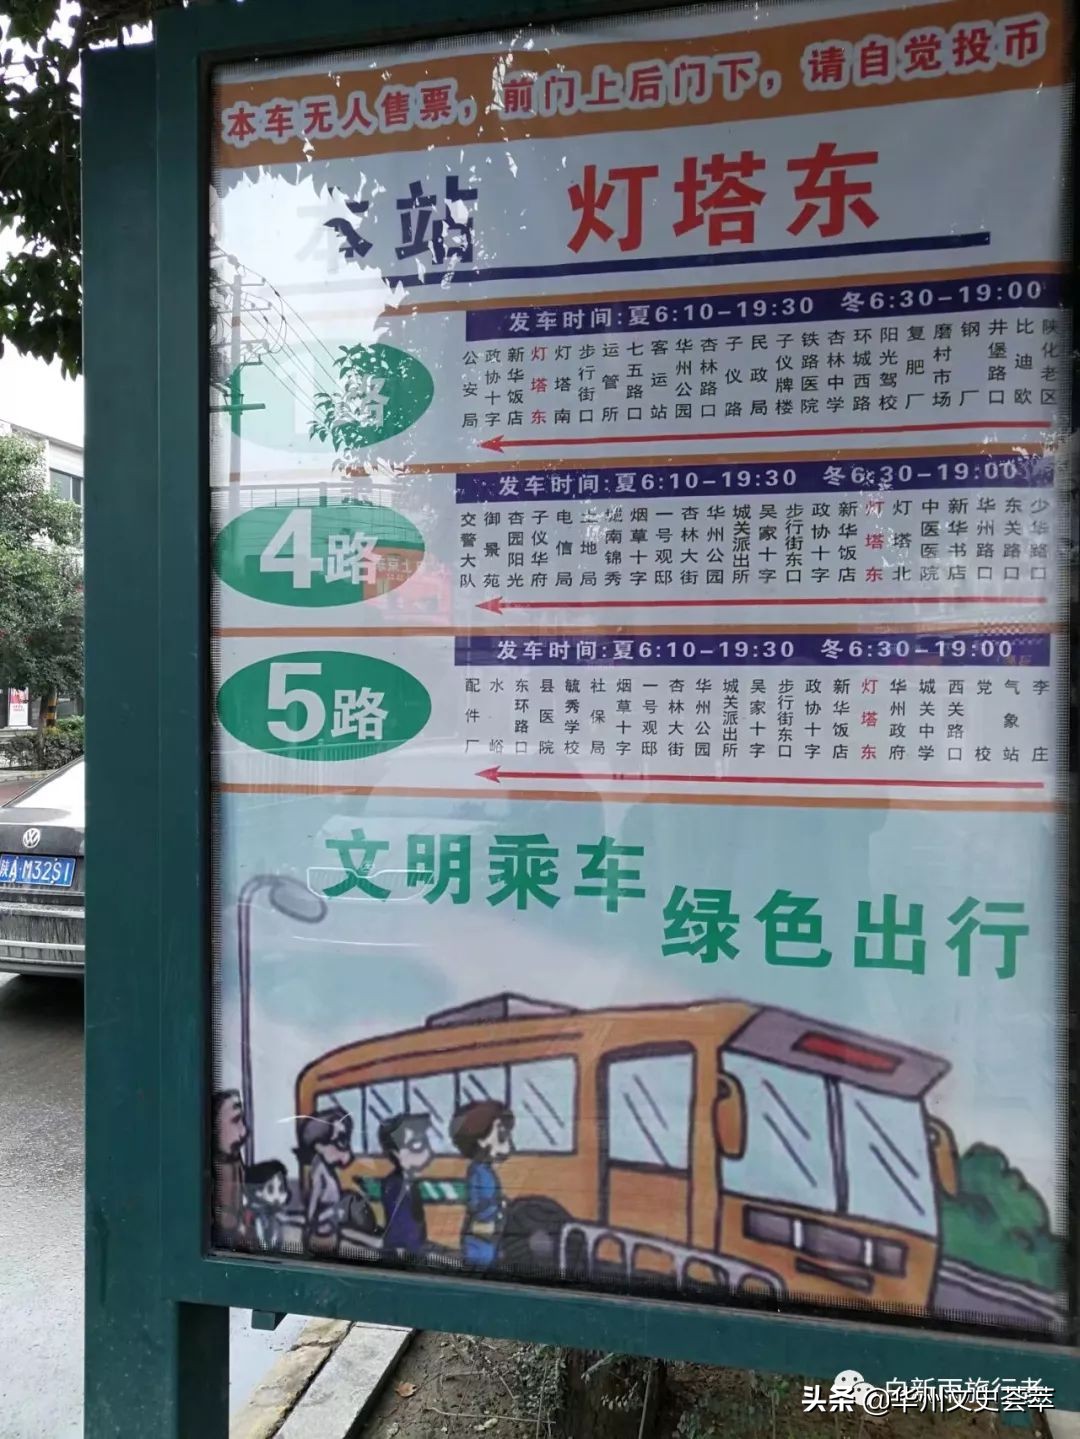 本车无人售票，前门上后门下，请自觉投币
本站 灯塔东
发车时间:夏6:10-19:30 冬6:30-19:00
路
公安局 政协十字 新华饭店 灯塔东 灯塔南 步行街口 运管所 七五路口 客运站 华州公园 杏林路口 子仪路 民政局 子仪牌楼 铁路医院 杏林中学 环城西路 阳光驾校 复肥厂 磨村市场 钢厂 井堡路口 比迪欧 陕化老区
4路
发车时间:夏6:10-19:30 冬6:30-19:00
交警大队 御景苑 杏园阳光 子仪华府 电信局 土地局 城南锦秀 烟草十字 一号观邸 杏林大街 华州公园 城关派出所 吴家十字 步行街东口 政协十字 新华饭店 灯塔东 灯塔北 中医医院 新华书店 华州路口 东关路口 少华路口
5路
发车时间:夏6:10-19:30 冬6:30-19:00
配件厂 水峪 东环路口 县医院 毓秀学校 社保局 烟草十字 一号观邸 杏林大街 华州公园 城关派出所 吴家十字 步行街东口 政协十字 新华饭店 灯塔东 华州政府 城关中学 西关路口 党校 气象站 李庄
文明乘车
绿色出行
陕A·M32S1
白新雨旅行者
头条@华州文史荟萃